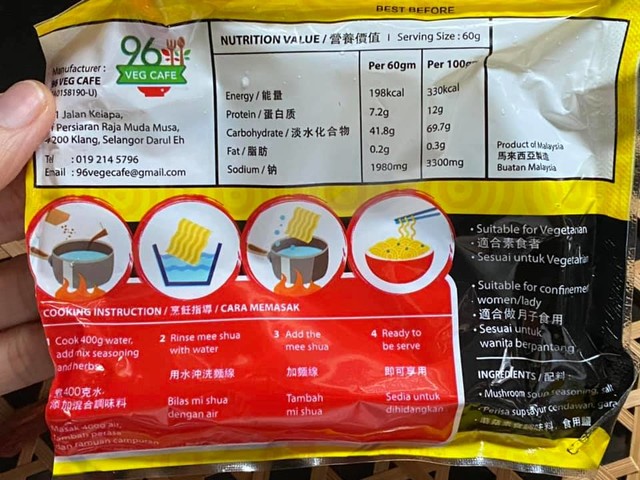 BEST BEFORE
Manufacturer :
96 VEG CAFE
96
VEG CAFE
Jalan Keiapa,
Persiaran Raja Muda Musa,
Klang, Selangor Darul Eh
Tel : 019 214 5796
Email : 96vegecafe@gmail.com
NUTRITION VALUE / 營養價值 | Serving Size : 60g
Per 60gm Per 100gm
Energy / 能量 198kcal 330kcal
Protein / 蛋白质 7.2g 12g
Carbohydrate / 淡水化合物 41.8g 69.7g
Fat / 脂肪 0.2g 0.3g
Sodium / 钠 1980mg 3300mg
Product of Malaysia
馬來西亞製造
Buatan Malaysia
COOKING INSTRUCTION / 烹飪指導 / CARA MEMASAK
1 Cook 400g water,
add mix seasoning
and herbs
煮400克水,
添加混合調味料
Masak 400g air,
tambah perasa
dan ramuan campuran
2 Rinse mee shua
with water
用水沖洗麵線
Bilas mi shua
dengan air
3 Add the
mee shua
加麵線
Tambah
mi shua
4 Ready to
be serve
即可享用
Sedia untuk
dihidangkan
• Suitable for Vegetarian
• 適合素食者
• Sesuai untuk Vegetarian
• Suitable for confinement
women/lady
• 適合做月子食用
• Sesuai untuk
wanita berpantang
INGREDIENTS / 配料 :
• Mushroom soup seasoning, salt
• Perisa sup sayur cendawan, gara